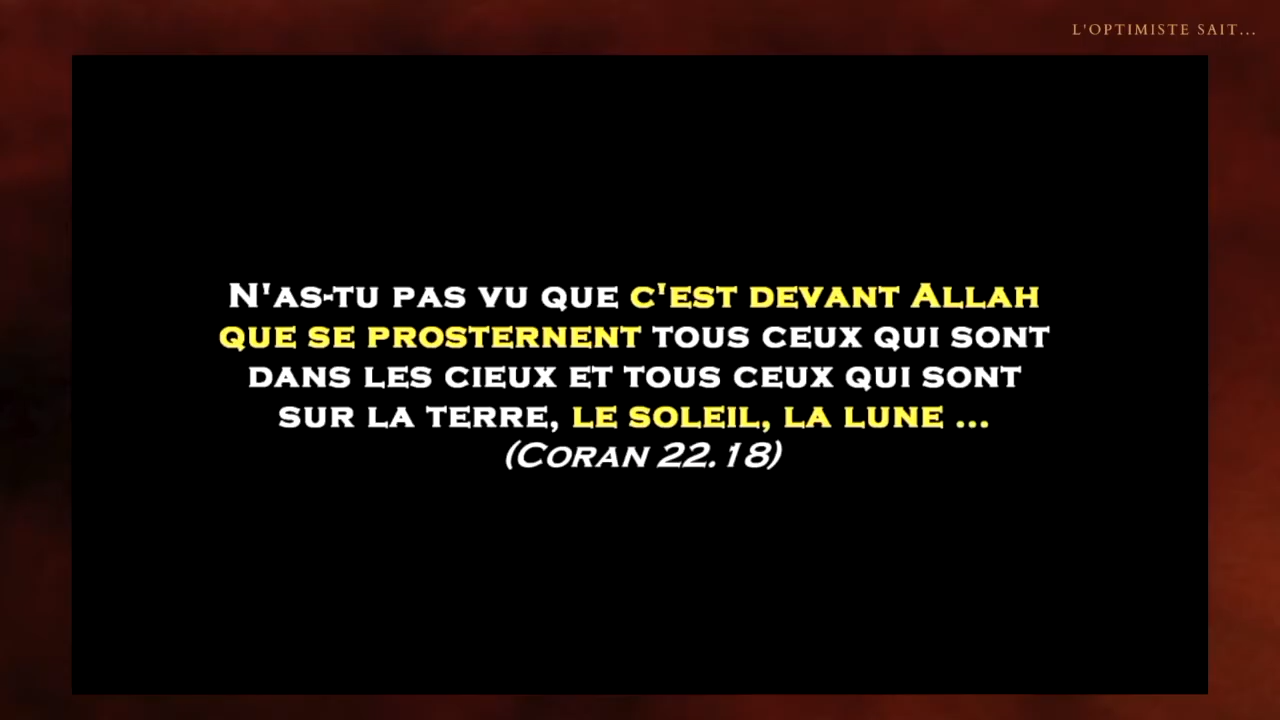 L'OPTIMISTE SAIT...
N'AS-TU PAS VU QUE C'EST DEVANT ALLAH
QUE SE PROSTERNENT TOUS CEUX QUI SONT
DANS LES CIEUX ET TOUS CEUX QUI SONT
SUR LA TERRE, LE SOLEIL, LA LUNE ...
(CORAN 22.18)